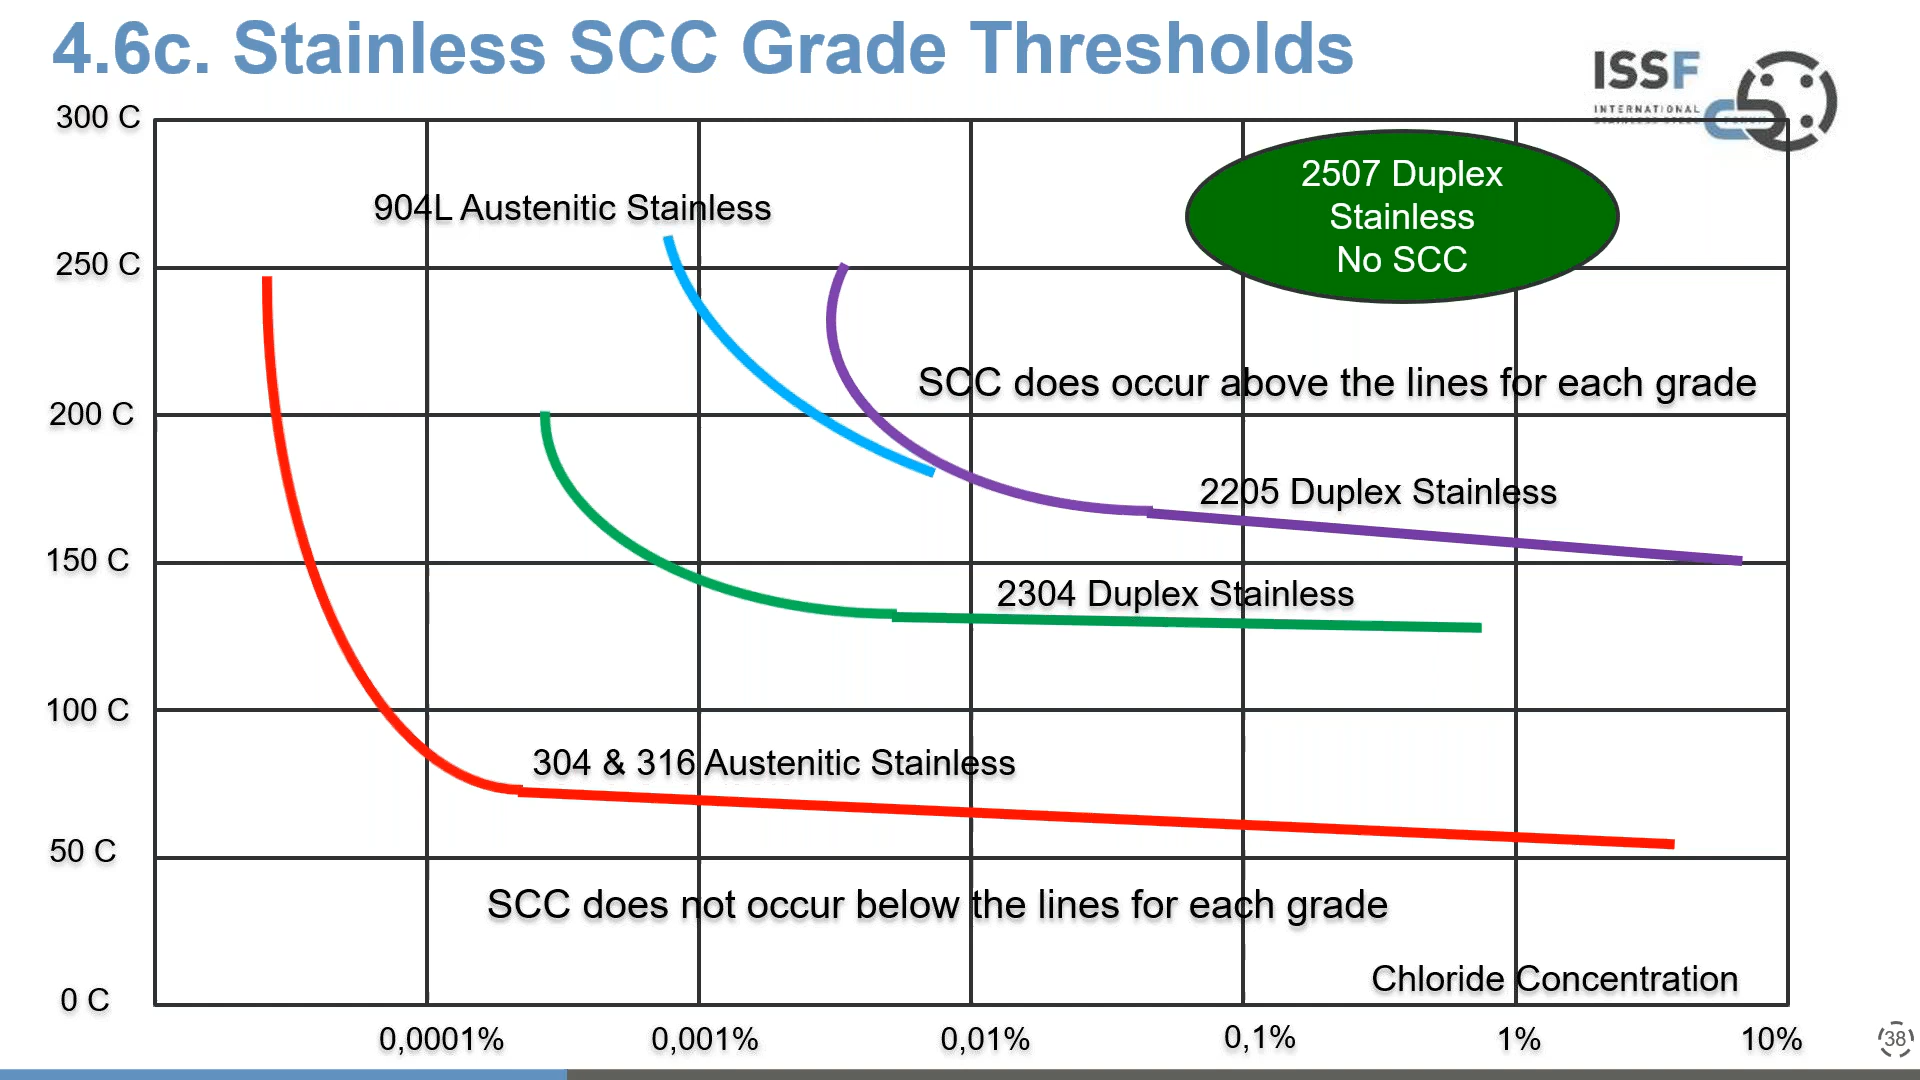 4.6c. Stainless SCC Grade Thresholds
ISSF
INTERNATIONAL
300 C
2507 Duplex
Stainless
No SCC
904L Austenitic Stainless
250 C
SCC does occur above the lines for each grade
200 C
2205 Duplex Stainless
150 C
2304 Duplex Stainless
100 C
304 & 316 Austenitic Stainless
50 C
SCC does not occur below the lines for each grade
Chloride Concentration
0 C
0,0001% 0,001% 0,01% 0,1% 1% 10%
38